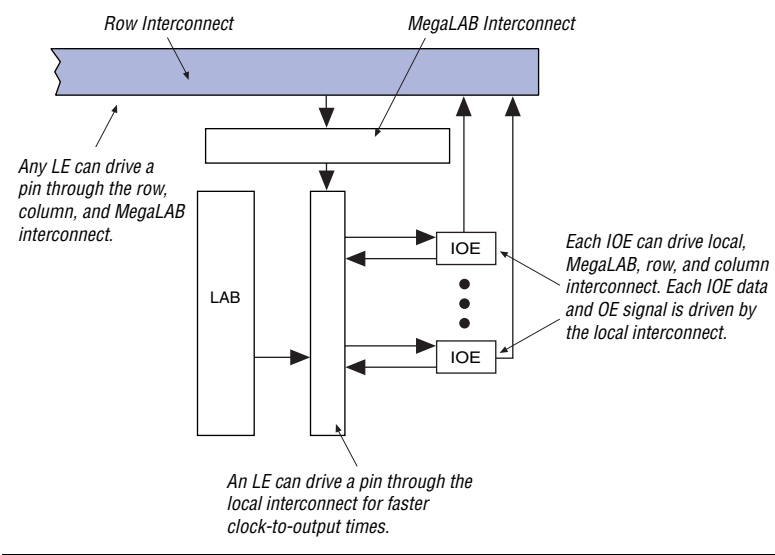 Row Interconnect
MegaLAB Interconnect
Any LE can drive a
pin through the row,
column, and MegaLAB
interconnect.
LAB
IOE
IOE
Each IOE can drive local,
MegaLAB, row, and column
interconnect. Each IOE data
and OE signal is driven by
the local interconnect.
An LE can drive a pin through the
local interconnect for faster
clock-to-output times.